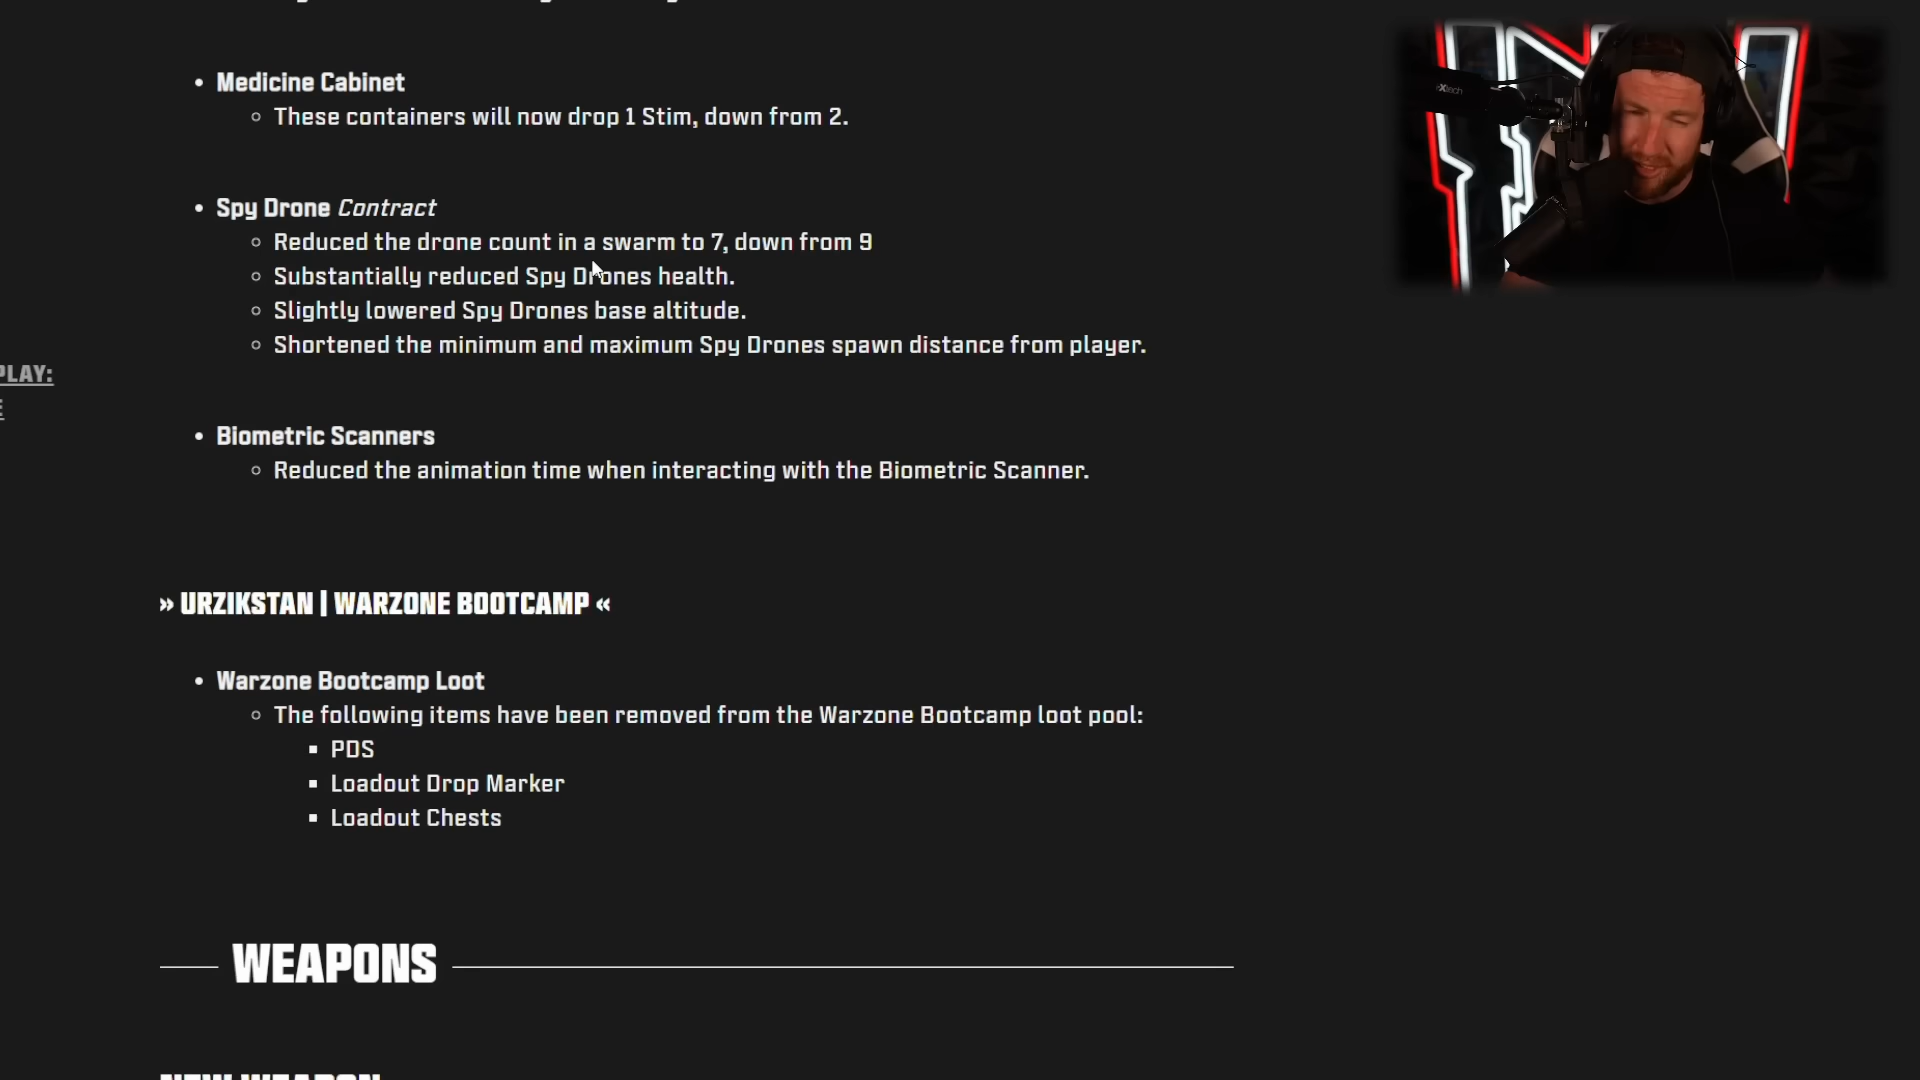 Medicine Cabinet
These containers will now drop 1 Stim, down from 2.
Spy Drone Contract
Reduced the drone count in a swarm to 7, down from 9
Substantially reduced Spy Drones health.
Slightly lowered Spy Drones base altitude.
Shortened the minimum and maximum Spy Drones spawn distance from player.
PLAY:
Biometric Scanners
Reduced the animation time when interacting with the Biometric Scanner.
» URZIKSTAN | WARZONE BOOTCAMP «
Warzone Bootcamp Loot
The following items have been removed from the Warzone Bootcamp loot pool:
PDS
Loadout Drop Marker
Loadout Chests
WEAPONS
NEW WEAPON